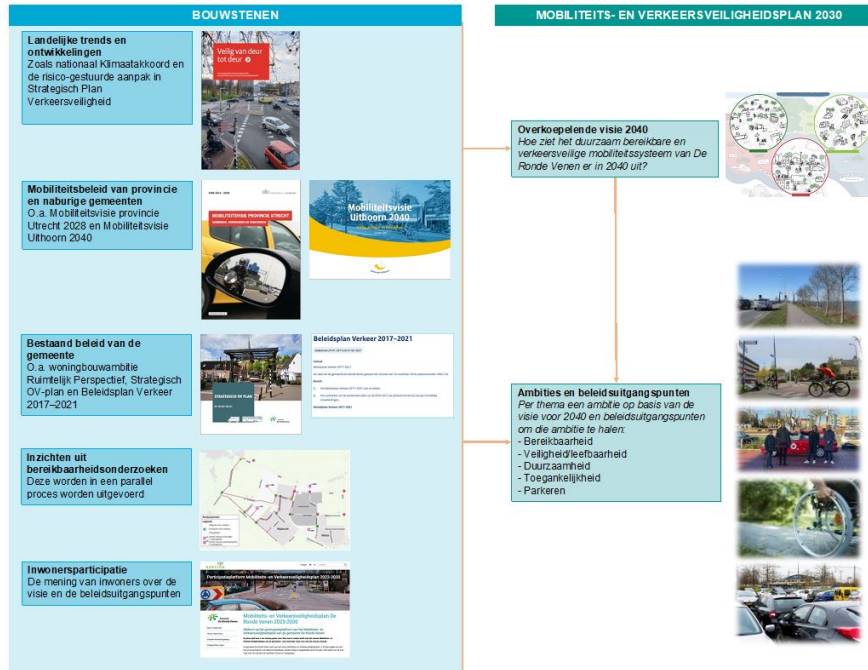 BOUWSTENEN
Landelijke trends en
ontwikkelingen
Zoals nationaal Klimaatakkoord en
de risico-gestuurde aanpak in
Strategisch Plan
Verkeersveiligheid
Veilig van deur
tot deur
Mobiliteitsbeleid van provincie
en naburige gemeenten
O.a. Mobiliteitsvisie provincie
Utrecht 2028 en Mobiliteitsvisie
Uithoorn 2040
MOBILITEITSVISIE PROVINCIE UTRECHT
Mobiliteitsvisie
Uithoorn 2040
Bestaand beleid van de
gemeente
O.a. woningbouwambitie
Ruimtelijk Perspectief, Strategisch
OV-plan en Beleidsplan Verkeer
2017–2021
STRATEGISCH OV PLAN
Beleidsplan Verkeer 2017-2021
Inzichten uit
bereikbaarheidsonderzoeken
Deze worden in een parallel
proces worden uitgevoerd
Inwonersparticipatie
De mening van inwoners over de
visie en de beleidsuitgangspunten
Participatieplatform Mobiliteits- en Verkeersveiligheidsplan 2023-2030
Mobiliteits- en Verkeersveiligheidsplan De
Ronde Venen 2023-2030
MOBILITEITS- EN VERKEERSVEILIGHEIDSPLAN 2030
Overkoepelende visie 2040
Hoe ziet het duurzaam bereikbare en
verkeersveilige mobiliteitssysteem van De
Ronde Venen er in 2040 uit?
Ambities en beleidsuitgangspunten
Per thema een ambitie op basis van de
visie voor 2040 en beleidsuitgangspunten
om die ambitie te halen:
- Bereikbaarheid
- Veiligheid/leefbaarheid
- Duurzaamheid
- Toegankelijkheid
- Parkeren